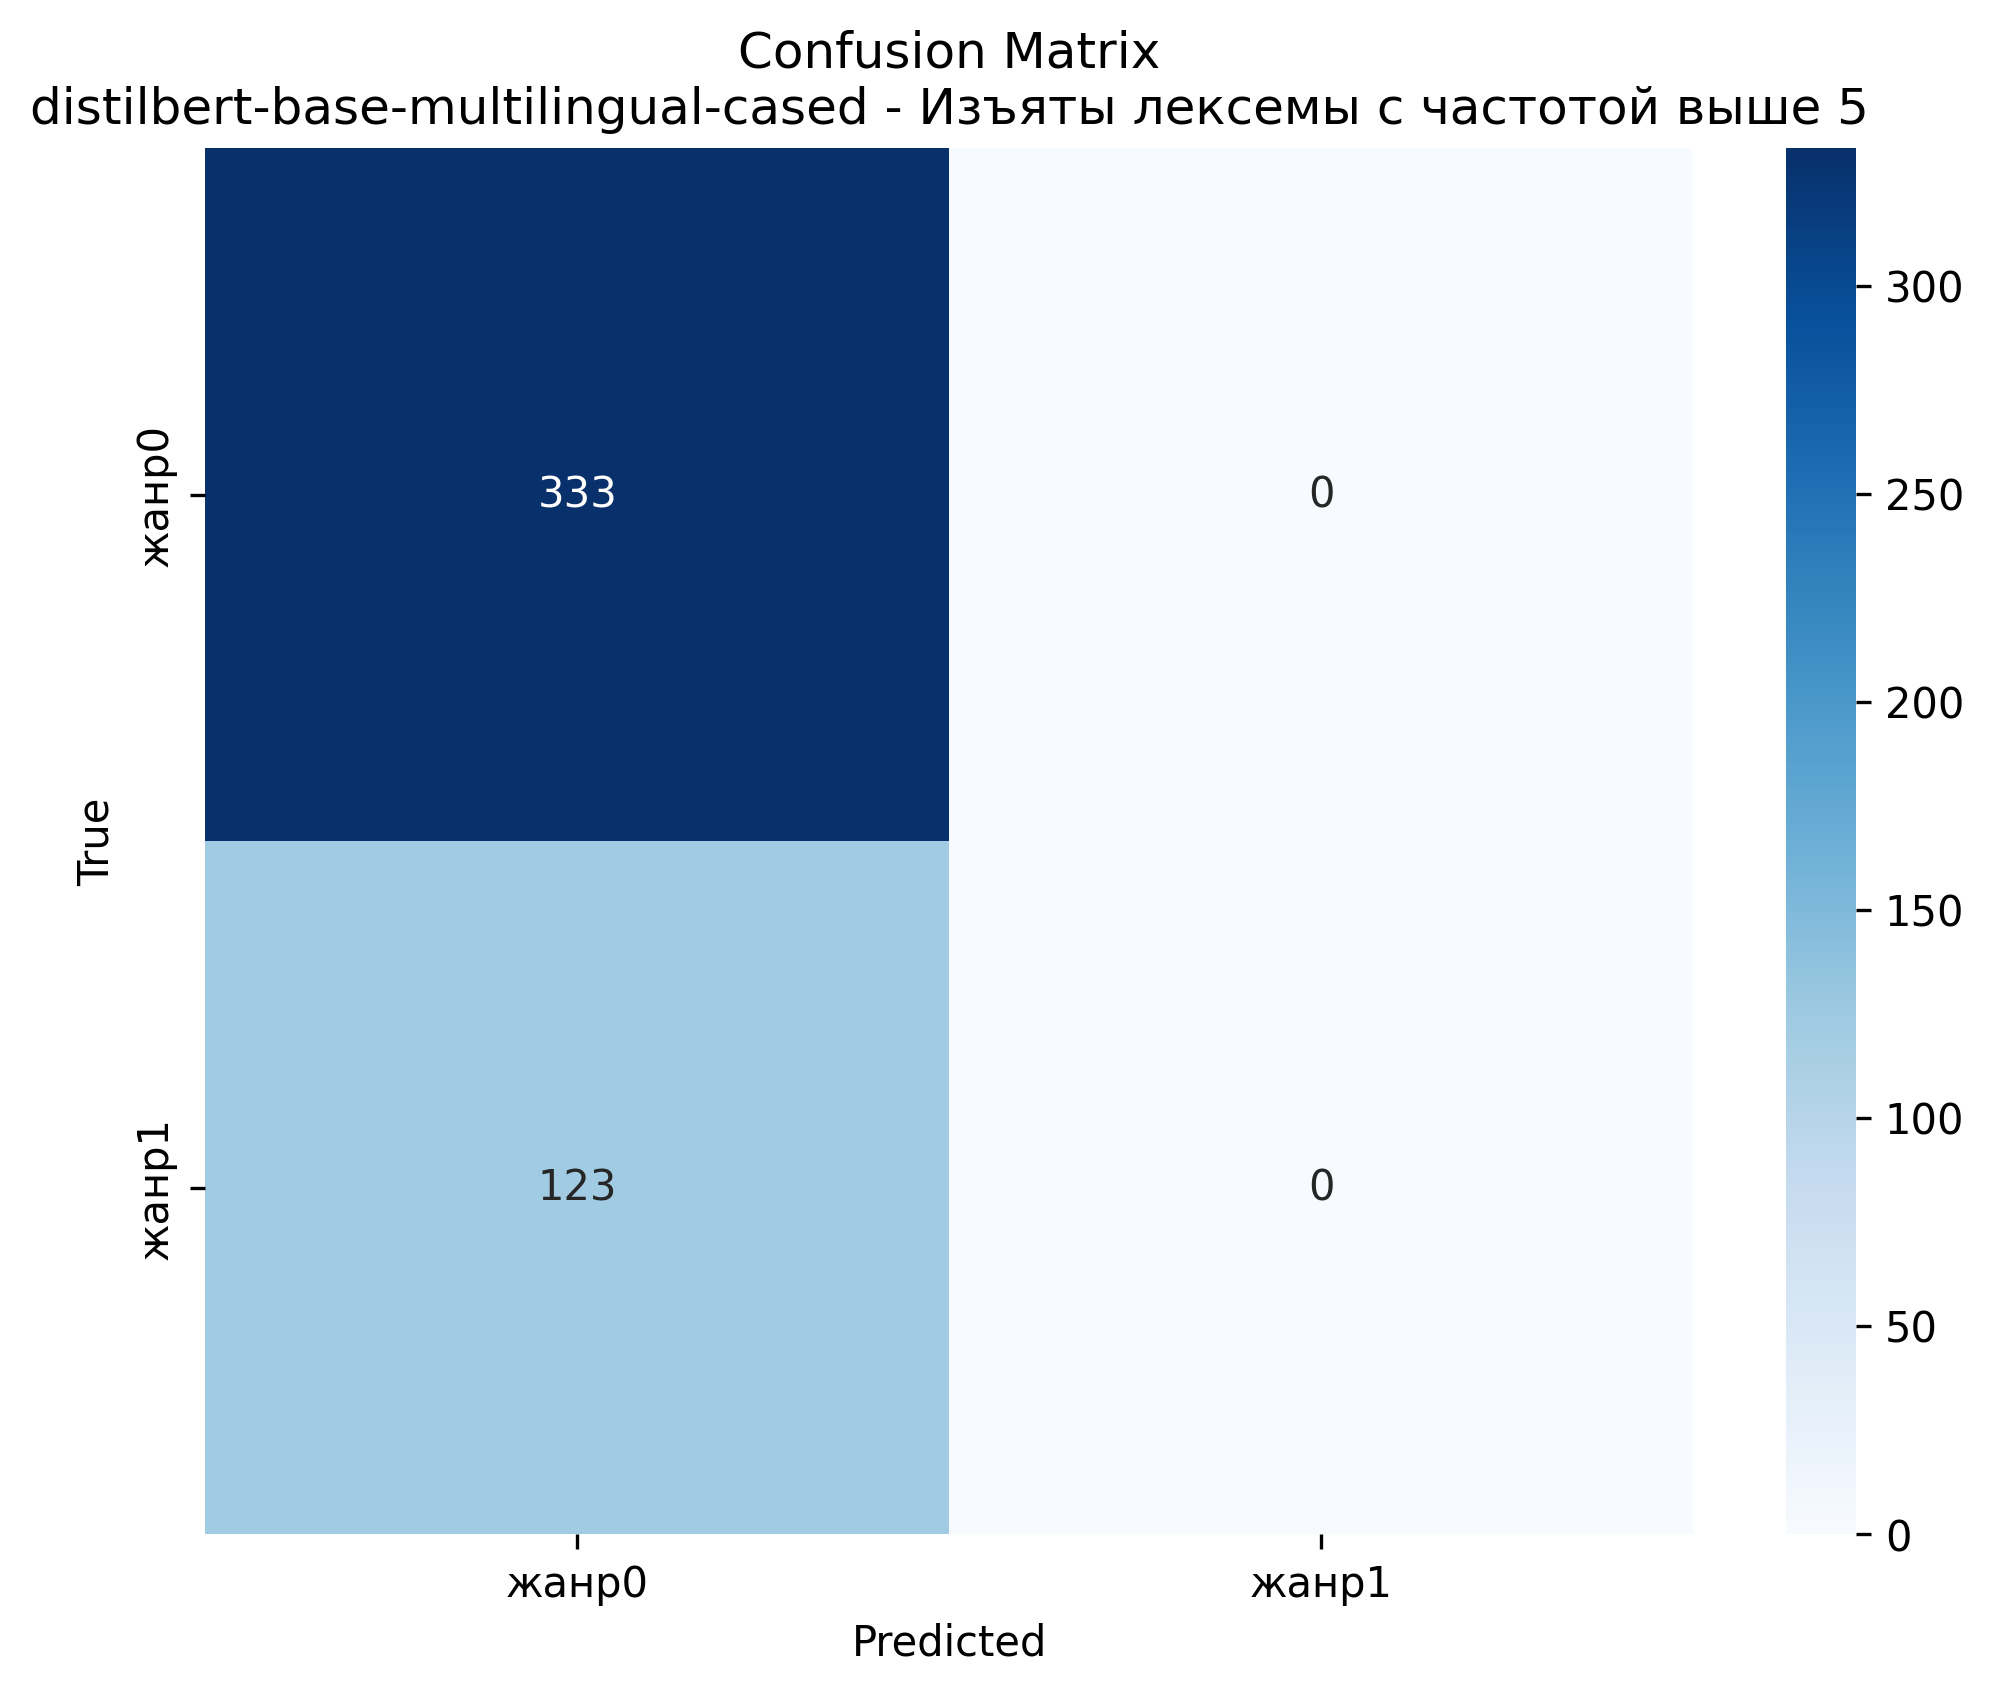 Confusion Matrix
distilbert-base-multilingual-cased - Изъяты лексемы с частотой выше 5
True
жанр0
жанр1
333
0
123
0
жанр0
жанр1
Predicted
300
250
200
150
100
50
0